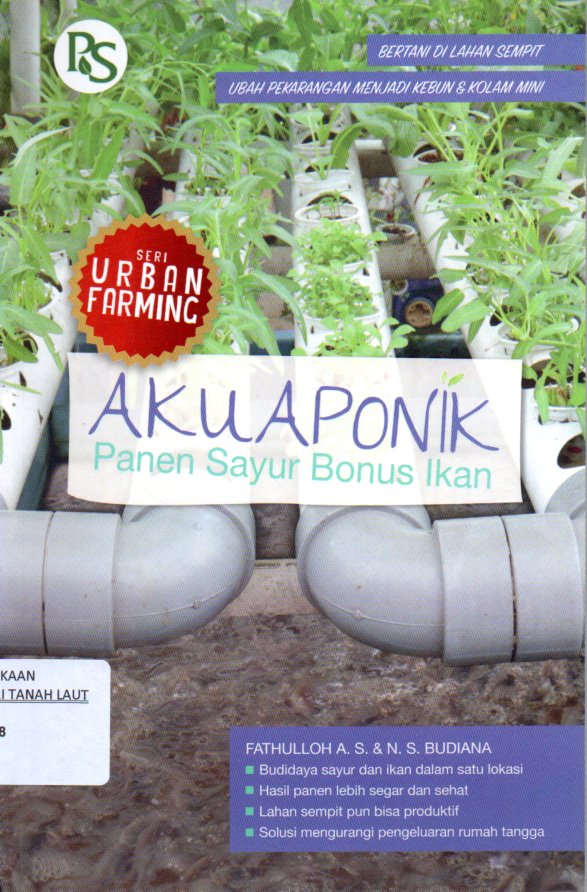 PS
BERTANI DI LAHAN SEMPIT
UBAH PEKARANGAN MENJADI KEBUN & KOLAM MINI
SERI
URBAN
FARMING
AKUAPONIK
Panen Sayur Bonus Ikan
KAAN
I TANAH LAUT
8
FATHULLOH A. S. & N. S. BUDIANA
Budidaya sayur dan ikan dalam satu lokasi
Hasil panen lebih segar dan sehat
Lahan sempit pun bisa produktif
Solusi mengurangi pengeluaran rumah tangga